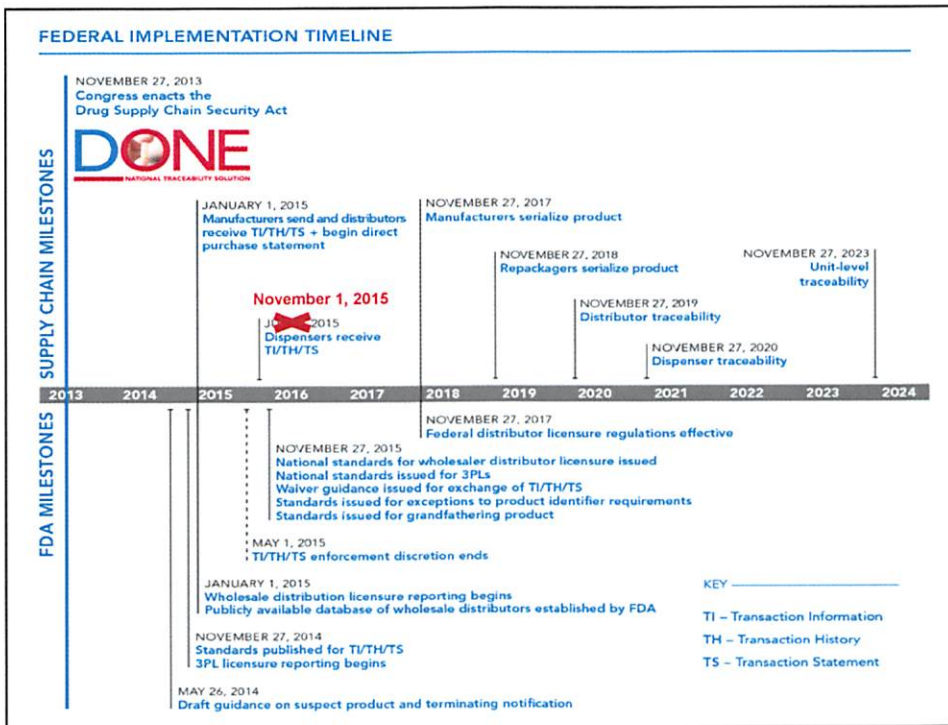 FEDERAL IMPLEMENTATION TIMELINE
SUPPLY CHAIN MILESTONES
FDA MILESTONES
NOVEMBER 27, 2013
Congress enacts the
Drug Supply Chain Security Act
DONE
NATIONAL TRACEABILITY SOLUTION
JANUARY 1, 2015
Manufacturers send and distributors
receive TI/TH/TS + begin direct
purchase statement
November 1, 2015
2015
Dispensers receive
TI/TH/TS
NOVEMBER 27, 2017
Manufacturers serialize product
NOVEMBER 27, 2018
Repackagers serialize product
NOVEMBER 27, 2019
Distributor traceability
NOVEMBER 27, 2020
Dispenser traceability
NOVEMBER 27, 2023
Unit-level
traceability
2013 2014 2015 2016 2017 2018 2019 2020 2021 2022 2023 2024
NOVEMBER 27, 2017
Federal distributor licensure regulations effective
NOVEMBER 27, 2015
National standards for wholesaler distributor licensure issued
National standards issued for 3PLs
Waiver guidance issued for exchange of TI/TH/TS
Standards issued for exceptions to product identifier requirements
Standards issued for grandfathering product
MAY 1, 2015
TI/TH/TS enforcement discretion ends
JANUARY 1, 2015
Wholesale distribution licensure reporting begins
Publicly available database of wholesale distributors established by FDA
NOVEMBER 27, 2014
Standards published for TI/TH/TS
3PL licensure reporting begins
MAY 26, 2014
Draft guidance on suspect product and terminating notification
KEY
TI – Transaction Information
TH – Transaction History
TS – Transaction Statement